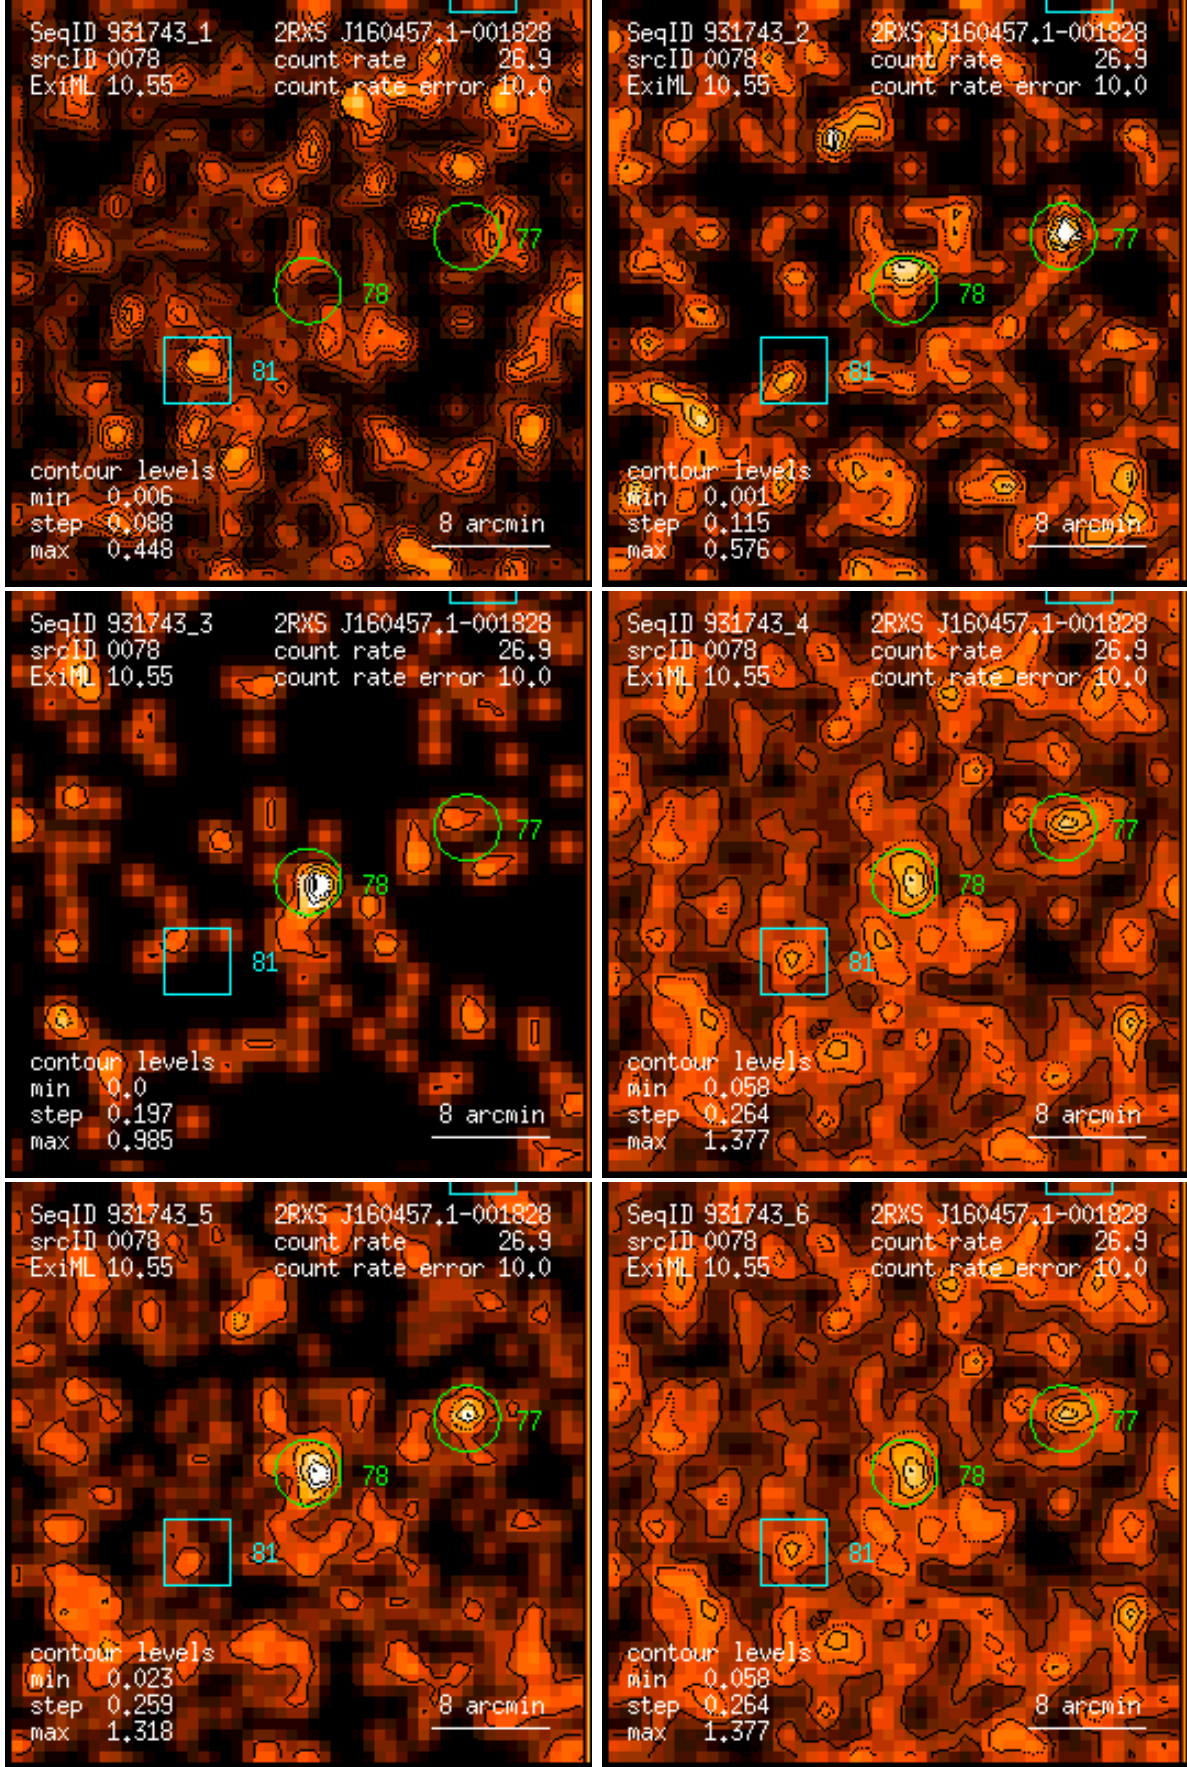 SeqID 931743_1 2RXS J160457.1-001828
srcID 0078 count rate 26.9
ExiML 10.55 count rate error 10.0
77
78
81
contour levels
min 0.006
step 0.088 8 arcmin
max 0.448
SeqID 931743_2 2RXS J160457.1-001828
srcID 0078 count rate 26.9
ExiML 10.55 count rate error 10.0
77
78
81
contour levels
min 0.001
step 0.115 8 arcmin
max 0.576
SeqID 931743_3 2RXS J160457.1-001828
srcID 0078 count rate 26.9
ExiML 10.55 count rate error 10.0
77
78
81
contour levels
min 0.0
step 0.197 8 arcmin
max 0.985
SeqID 931743_4 2RXS J160457.1-001828
srcID 0078 count rate 26.9
ExiML 10.55 count rate error 10.0
77
78
81
contour levels
min 0.058
step 0.264 8 arcmin
max 1.377
SeqID 931743_5 2RXS J160457.1-001828
srcID 0078 count rate 26.9
ExiML 10.55 count rate error 10.0
77
78
81
contour levels
min 0.023
step 0.259 8 arcmin
max 1.318
SeqID 931743_6 2RXS J160457.1-001828
srcID 0078 count rate 26.9
ExiML 10.55 count rate error 10.0
77
78
81
contour levels
min 0.058
step 0.264 8 arcmin
max 1.377